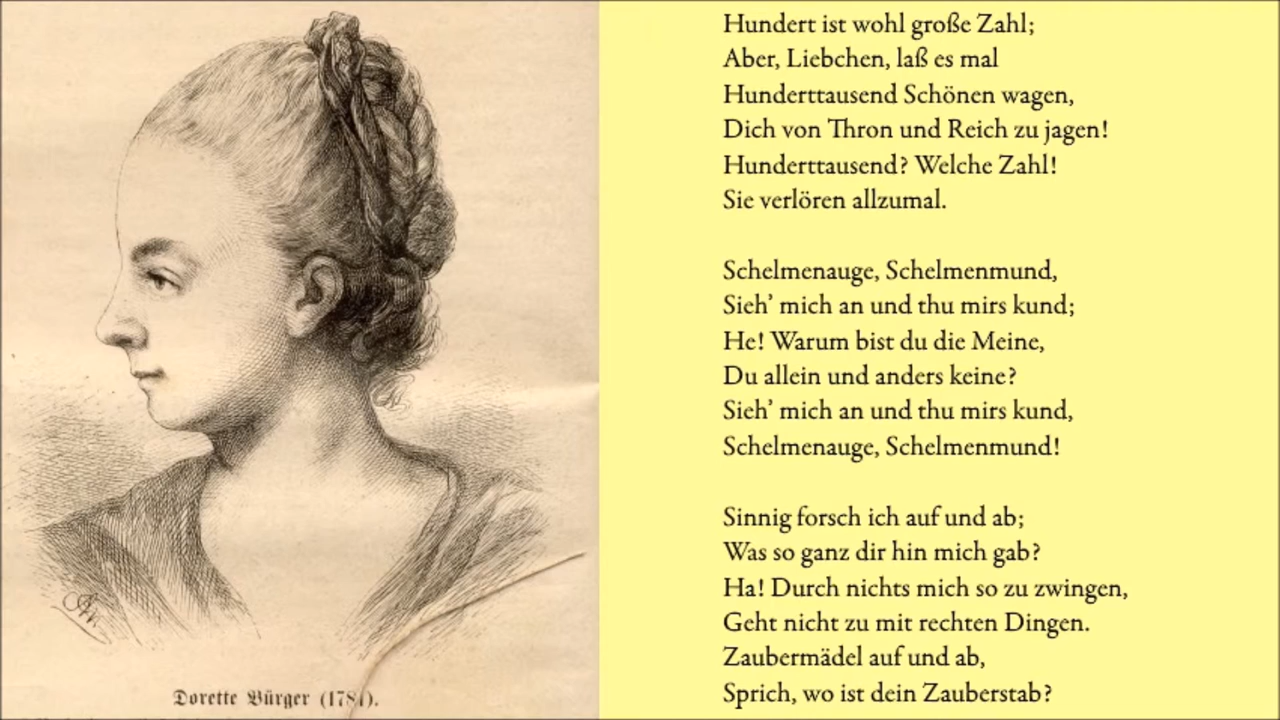 Dorette Bürger (1781).
Hundert ist wohl große Zahl;
Aber, Liebchen, laß es mal
Hunderttausend Schönen wagen,
Dich von Thron und Reich zu jagen!
Hunderttausend? Welche Zahl!
Sie verlören allzumal.
Schelmenauge, Schelmenmund,
Sieh’ mich an und thu mirs kund;
He! Warum bist du die Meine,
Du allein und anders keine?
Sieh’ mich an und thu mirs kund,
Schelmenauge, Schelmenmund!
Sinnig forsch ich auf und ab;
Was so ganz dir hin mich gab?
Ha! Durch nichts mich so zu zwingen,
Geht nicht zu mit rechten Dingen.
Zaubermädel auf und ab,
Sprich, wo ist dein Zauberstab?